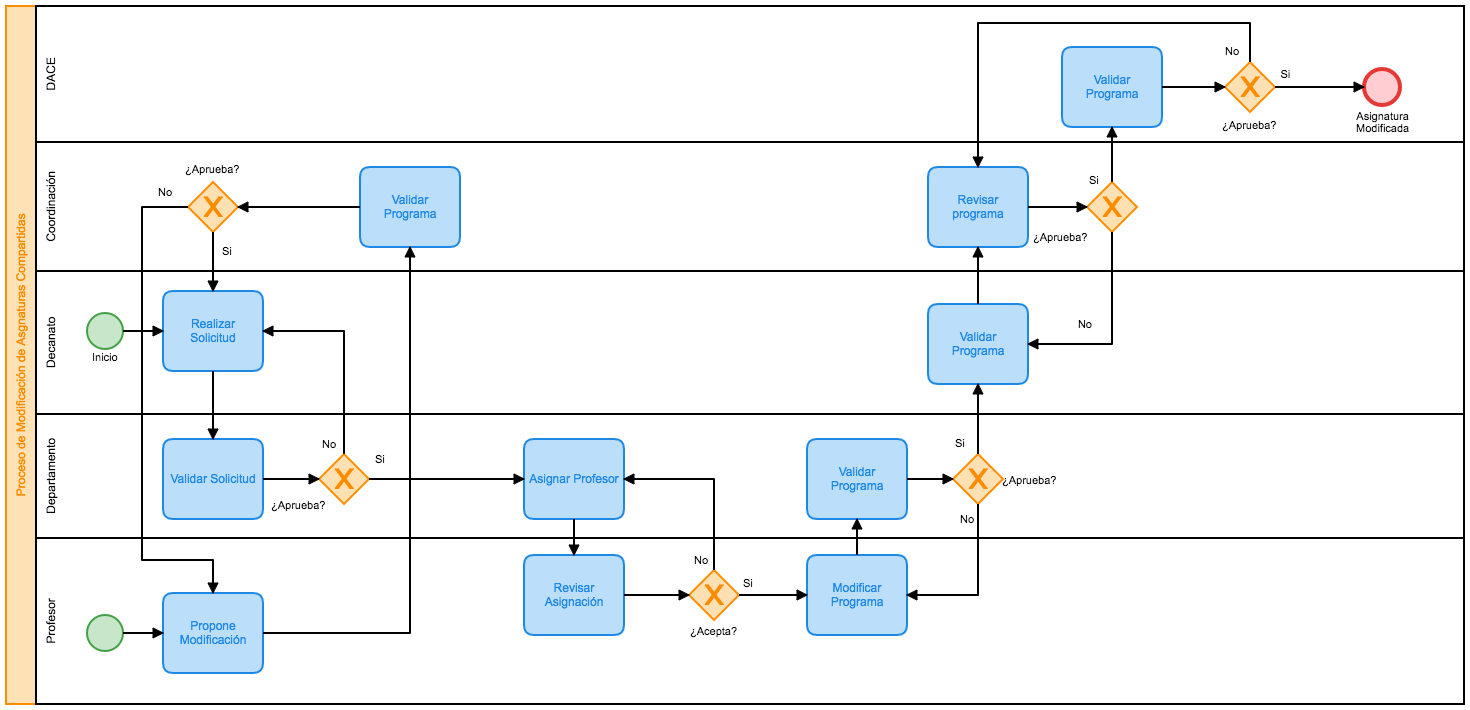 Proceso de Modificación de Asgnaturas Compartidas
DACE
Validar
Programa
No
Si
¿Aprueba?
Asignatura
Modificada
Coordinación
¿Aprueba?
No
Si
Validar
Programa
Revisar
programa
Si
¿Aprueba?
No
Decanato
Inicio
Realizar
Solicitud
Validar
Programa
Departamento
Validar Solicitud
No
Si
¿Aprueba?
Asignar Profesor
Validar
Programa
Si
¿Aprueba?
No
Profesor
Propone
Modificación
Revisar
Asignación
No
Si
¿Acepta?
Modificar
Programa